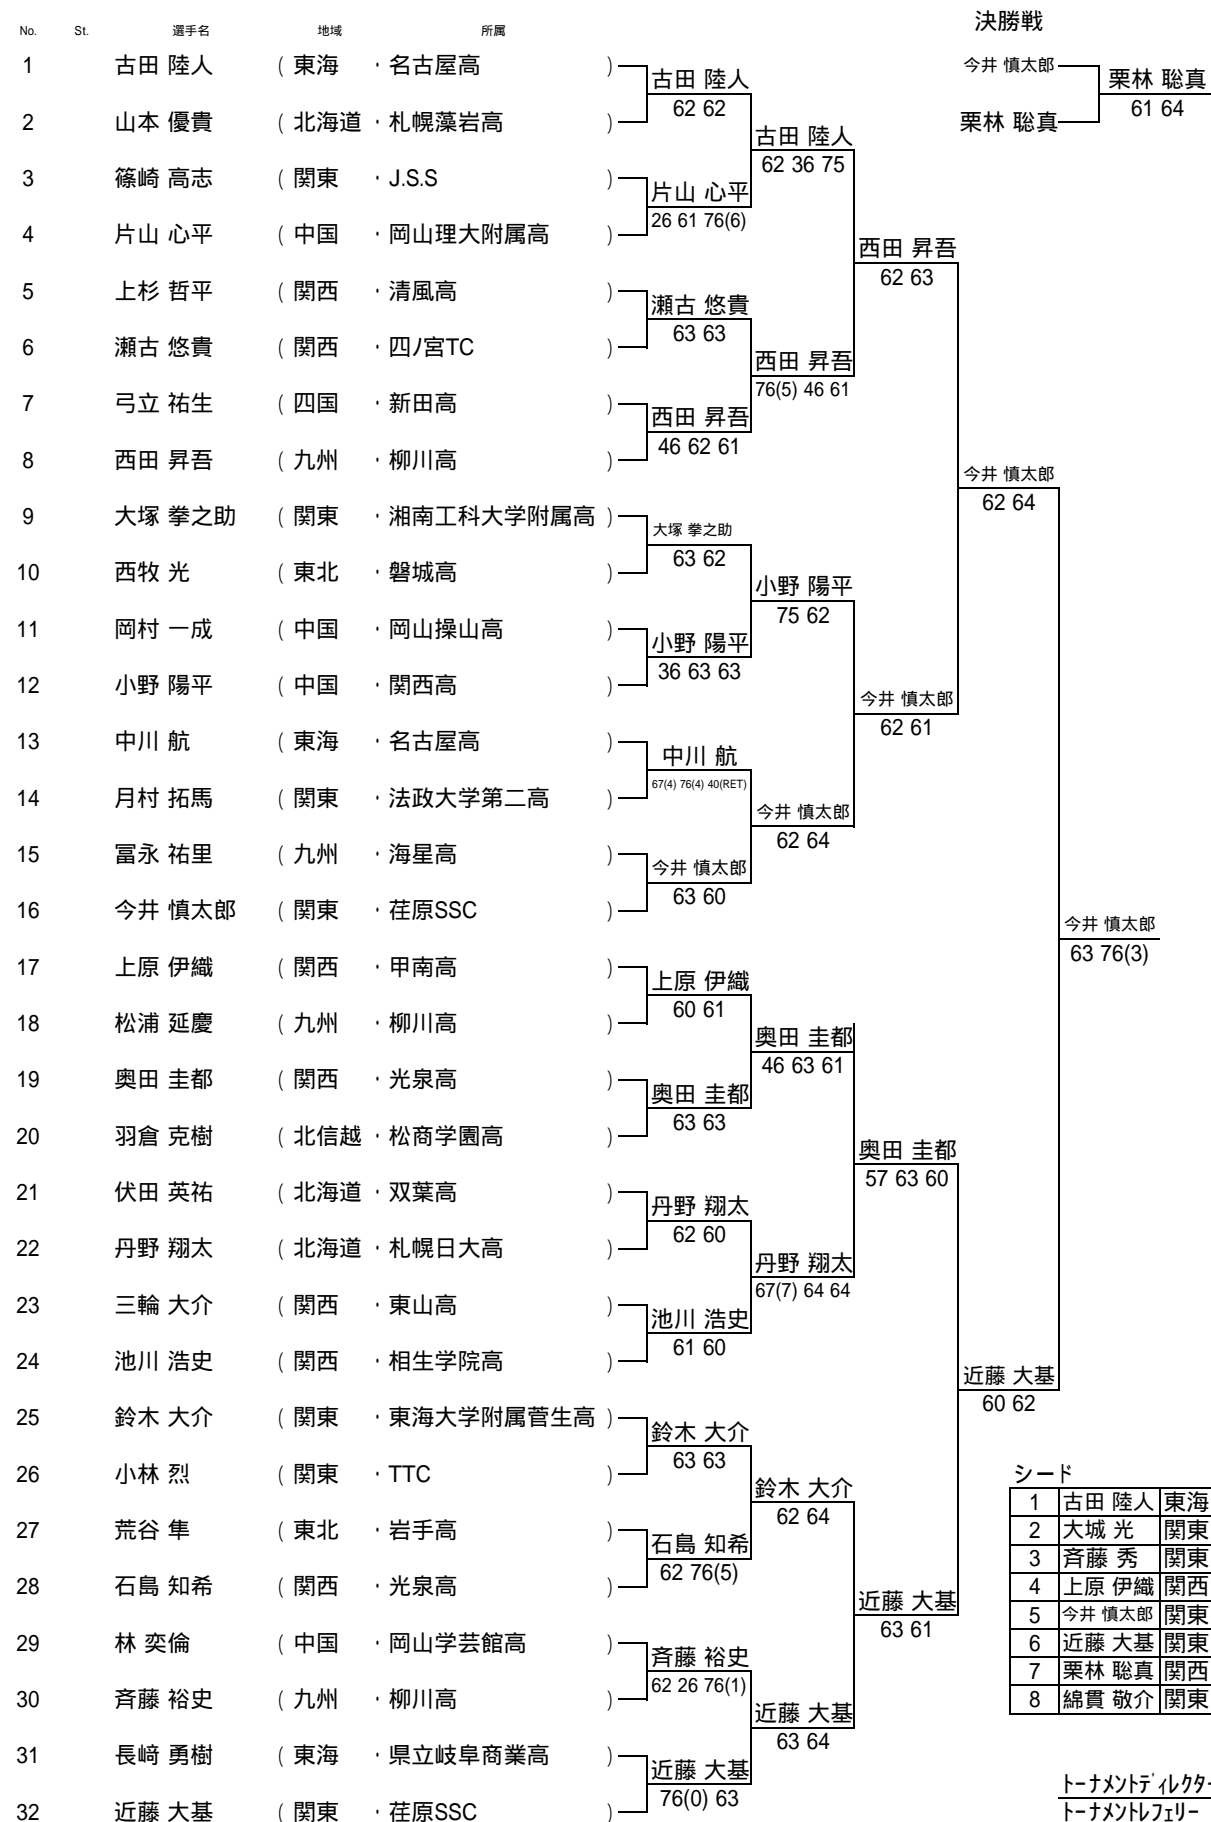 決勝戦
No. St. 選手名 地域 所属
今井 慎太郎
栗林 聡真
61 64
栗林 聡真
1 古田 陸人 ( 東海 ・ 名古屋高 )
古田 陸人
62 62
2 山本 優貴 ( 北海道 ・ 札幌藻岩高 )
古田 陸人
62 36 75
3 篠崎 高志 ( 関東 ・ J.S.S )
片山 心平
26 61 76(6)
4 片山 心平 ( 中国 ・ 岡山理大附属高 )
西田 昇吾
62 63
5 上杉 哲平 ( 関西 ・ 清風高 )
瀬古 悠貴
63 63
6 瀬古 悠貴 ( 関西 ・ 四ノ宮TC )
西田 昇吾
76(5) 46 61
7 弓立 祐生 ( 四国 ・ 新田高 )
西田 昇吾
46 62 61
8 西田 昇吾 ( 九州 ・ 柳川高 )
今井 慎太郎
62 64
9 大塚 拳之助 ( 関東 ・ 湘南工科大学附属高 )
大塚 拳之助
63 62
10 西牧 光 ( 東北 ・ 磐城高 )
小野 陽平
75 62
11 岡村 一成 ( 中国 ・ 岡山操山高 )
小野 陽平
36 63 63
12 小野 陽平 ( 中国 ・ 関西高 )
今井 慎太郎
62 61
13 中川 航 ( 東海 ・ 名古屋高 )
中川 航
67(4) 76(4) 40(RET)
14 月村 拓馬 ( 関東 ・ 法政大学第二高 )
今井 慎太郎
62 64
15 冨永 祐里 ( 九州 ・ 海星高 )
今井 慎太郎
63 60
16 今井 慎太郎 ( 関東 ・ 荏原SSC )
今井 慎太郎
63 76(3)
17 上原 伊織 ( 関西 ・ 甲南高 )
上原 伊織
60 61
18 松浦 延慶 ( 九州 ・ 柳川高 )
奥田 圭都
46 63 61
19 奥田 圭都 ( 関西 ・ 光泉高 )
奥田 圭都
63 63
20 羽倉 克樹 ( 北信越 ・ 松商学園高 )
奥田 圭都
57 63 60
21 伏田 英祐 ( 北海道 ・ 双葉高 )
丹野 翔太
62 60
22 丹野 翔太 ( 北海道 ・ 札幌日大高 )
丹野 翔太
67(7) 64 64
23 三輪 大介 ( 関西 ・ 東山高 )
池川 浩史
61 60
24 池川 浩史 ( 関西 ・ 相生学院高 )
近藤 大基
60 62
25 鈴木 大介 ( 関東 ・ 東海大学附属菅生高 )
鈴木 大介
63 63
26 小林 烈 ( 関東 ・ TTC )
鈴木 大介
62 64
27 荒谷 隼 ( 東北 ・ 岩手高 )
石島 知希
62 76(5)
28 石島 知希 ( 関西 ・ 光泉高 )
近藤 大基
63 61
29 林 奕倫 ( 中国 ・ 岡山学芸館高 )
斉藤 裕史
62 26 76(1)
30 斉藤 裕史 ( 九州 ・ 柳川高 )
近藤 大基
63 64
31 長﨑 勇樹 ( 東海 ・ 県立岐阜商業高 )
近藤 大基
76(0) 63
32 近藤 大基 ( 関東 ・ 荏原SSC )
シード
1 古田 陸人 東海
2 大城 光 関東
3 斉藤 秀 関東
4 上原 伊織 関西
5 今井 慎太郎 関東
6 近藤 大基 関東
7 栗林 聡真 関西
8 綿貫 敬介 関東
トーナメントディレクター
トーナメントレフェリー